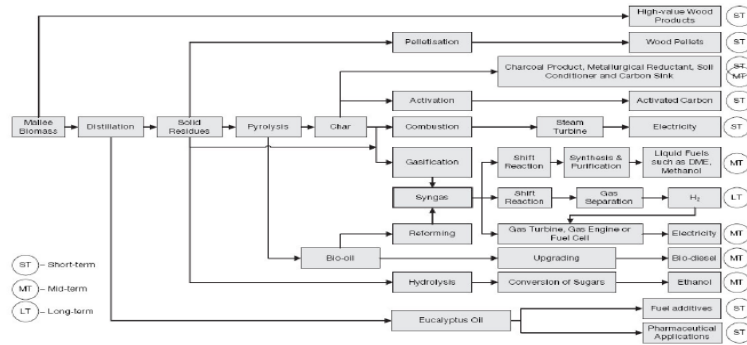 High-value Wood
Products
ST
Pelletisation
Wood Pellets
ST
Charcoal Product, Metallurgical Reductant, Soil
Conditioner and Carbon Sink
ST
MT
Activation
Activated Carbon
ST
Mallee
Biomass
Distillation
Solid
Residues
Pyrolysis
Char
Combustion
Steam
Turbine
Electricity
ST
Gasification
Shift
Reaction
Synthesis &
Purification
Liquid Fuels
such as DME,
Methanol
MT
Syngas
Shift
Reaction
Gas
Separation
H₂
LT
Reforming
Gas Turbine, Gas Engine or
Fuel Cell
Electricity
MT
Bio-oil
Upgrading
Bio-diesel
MT
Hydrolysis
Conversion of Sugars
Ethanol
MT
Eucalyptus Oil
Fuel additives
ST
Pharmaceutical
Applications
ST
ST – Short-term
MT – Mid-term
LT – Long-term